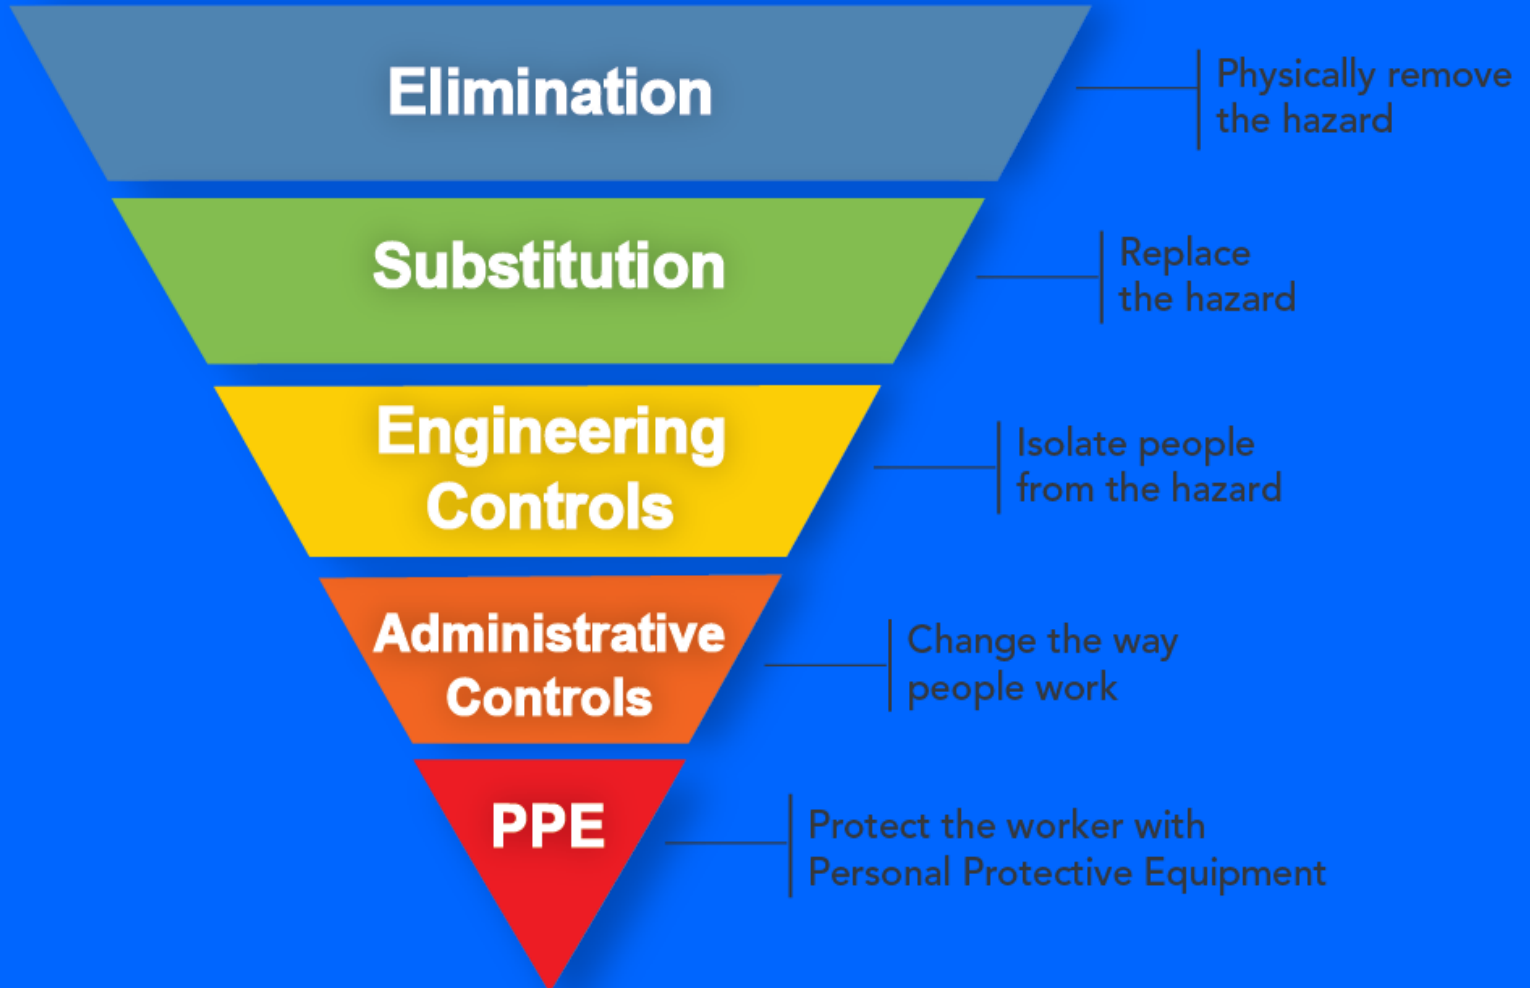 Elimination
Physically remove
the hazard
Substitution
Replace
the hazard
Engineering
Controls
Isolate people
from the hazard
Administrative
Controls
Change the way
people work
PPE
Protect the worker with
Personal Protective Equipment